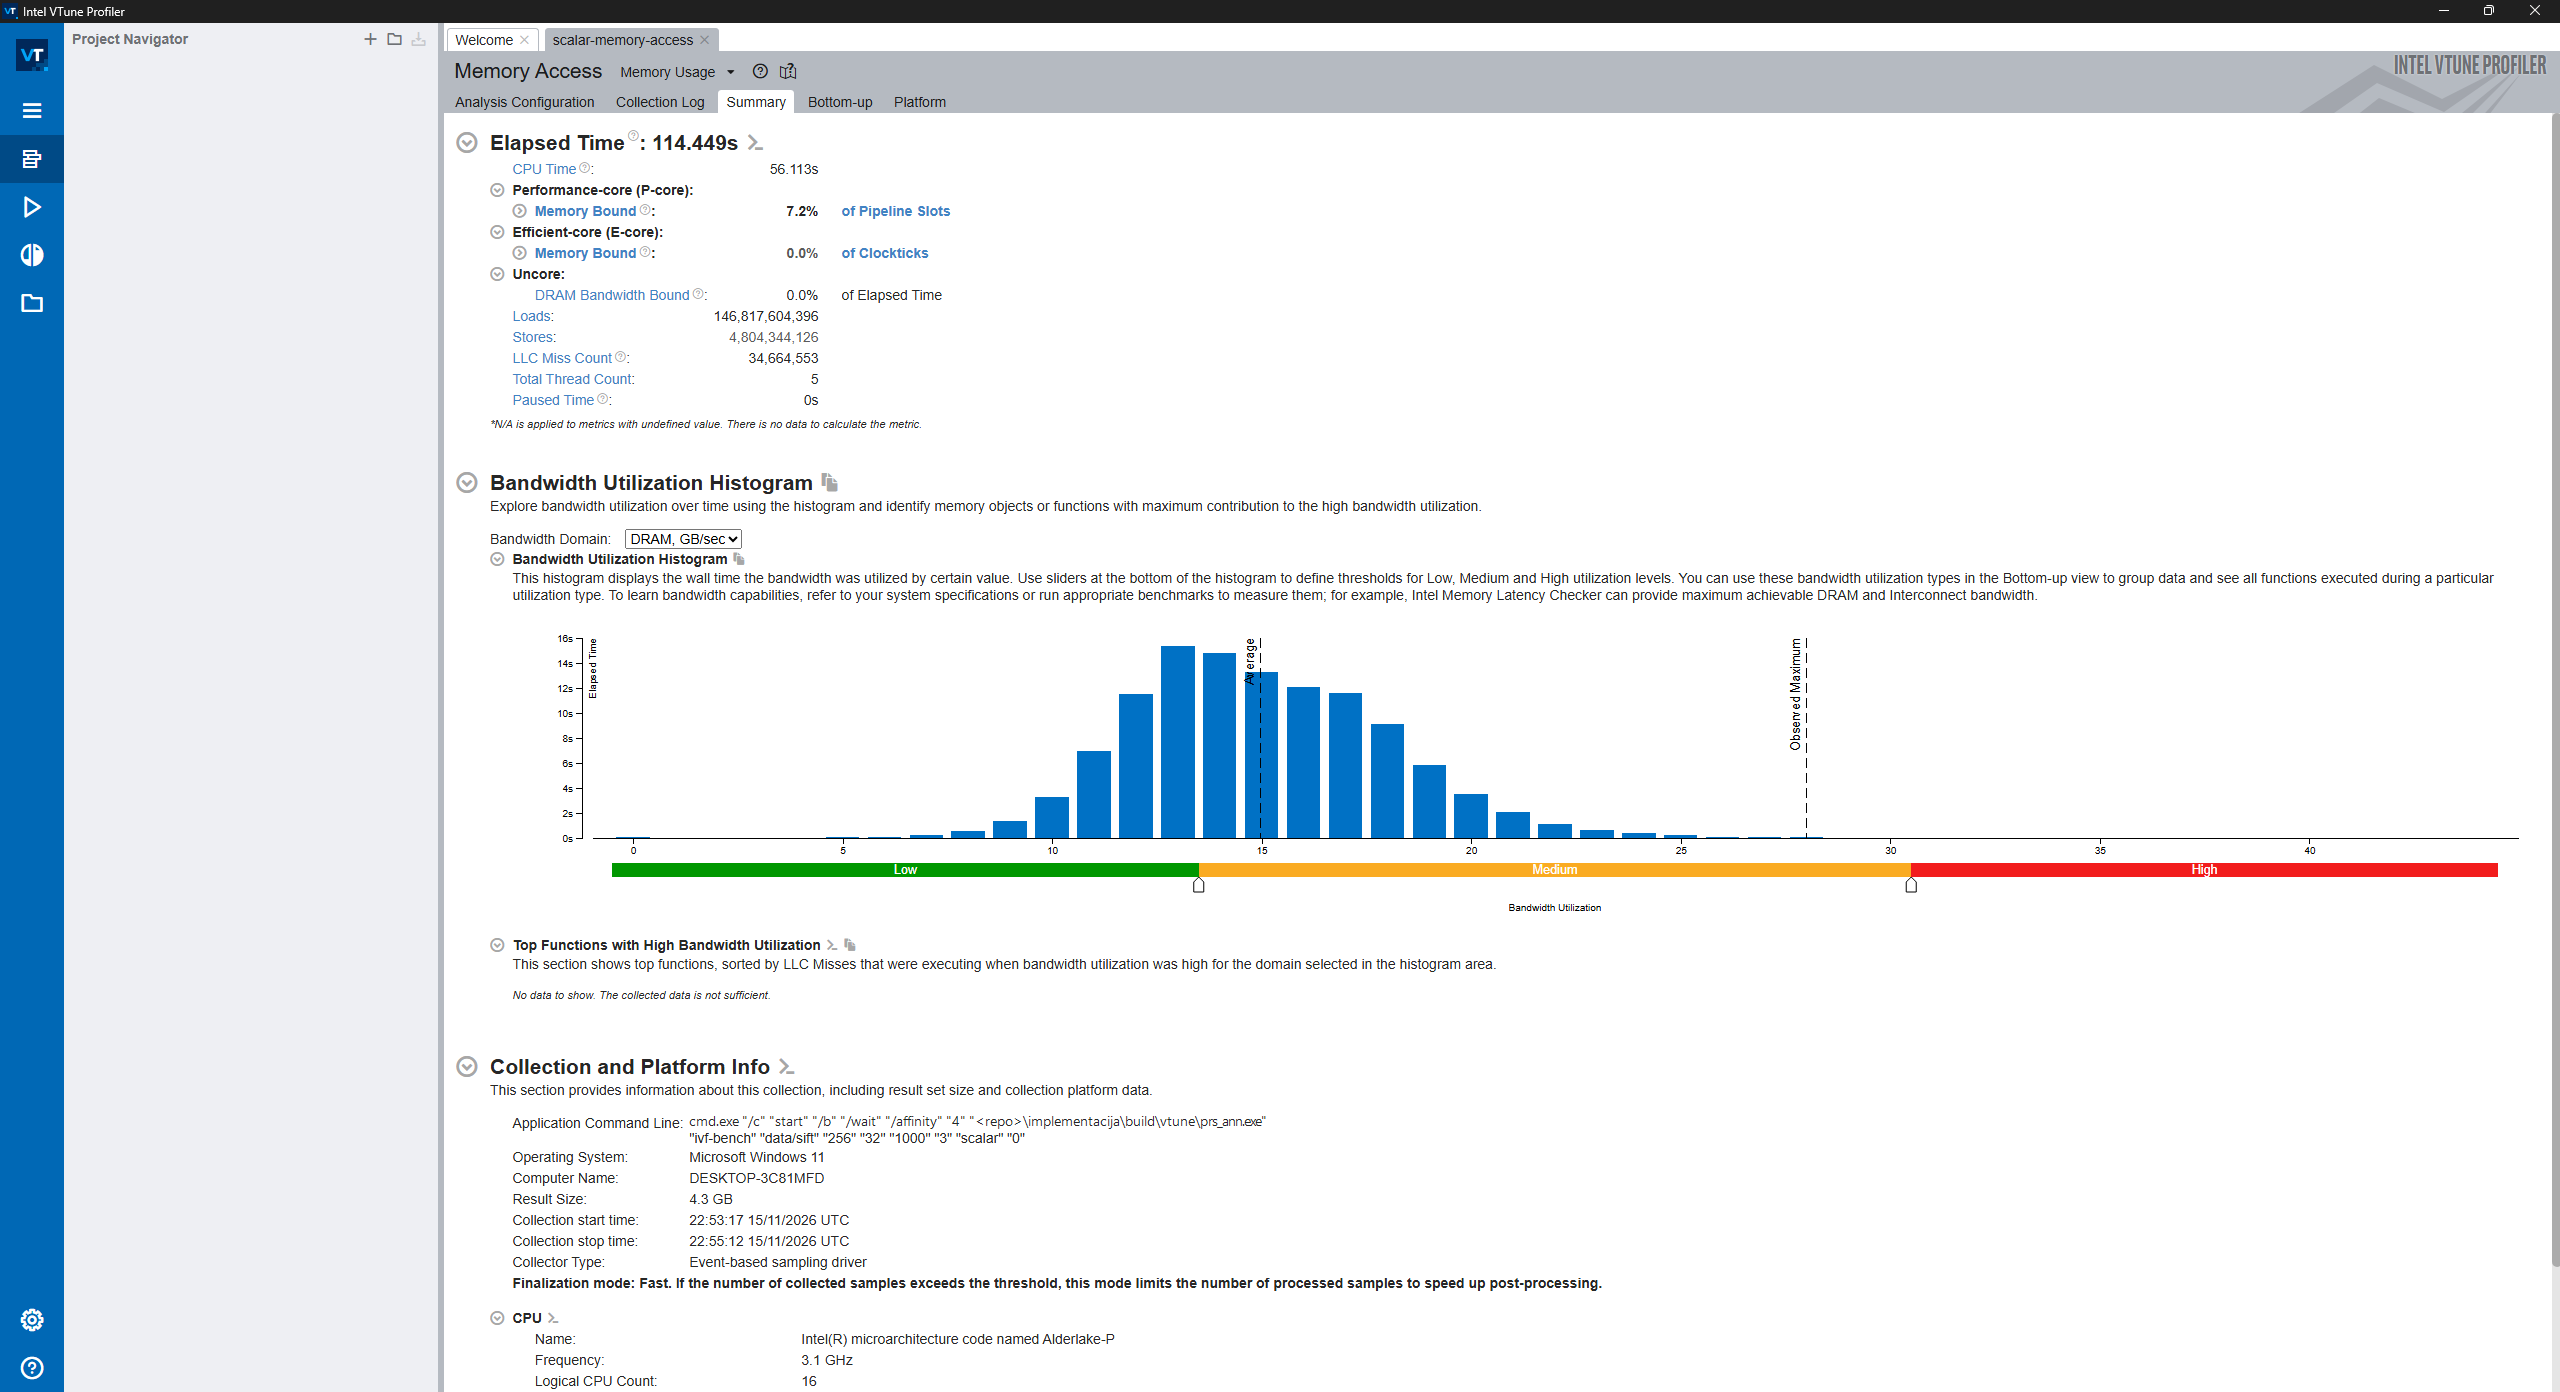 Intel VTune Profiler
Project Navigator
Welcome
scalar-memory-access
Memory Access Memory Usage
INTEL VTUNE PROFILER
Analysis Configuration Collection Log Summary Bottom-up Platform
Elapsed Time: 114.449s
CPU Time: 56.113s
Performance-core (P-core):
Memory Bound: 7.2% of Pipeline Slots
Efficient-core (E-core):
Memory Bound: 0.0% of Clockticks
Uncore:
DRAM Bandwidth Bound: 0.0% of Elapsed Time
Loads: 146,817,604,396
Stores: 4,804,344,126
LLC Miss Count: 34,664,553
Total Thread Count: 5
Paused Time: 0s
*N/A is applied to metrics with undefined value. There is no data to calculate the metric.
Bandwidth Utilization Histogram
Explore bandwidth utilization over time using the histogram and identify memory objects or functions with maximum contribution to the high bandwidth utilization.
Bandwidth Domain: DRAM, GB/sec
Bandwidth Utilization Histogram
This histogram displays the wall time the bandwidth was utilized by certain value. Use sliders at the bottom of the histogram to define thresholds for Low, Medium and High utilization levels. You can use these bandwidth utilization types in the Bottom-up view to group data and see all functions executed during a particular
utilization type. To learn bandwidth capabilities, refer to your system specifications or run appropriate benchmarks to measure them; for example, Intel Memory Latency Checker can provide maximum achievable DRAM and Interconnect bandwidth.
16s
14s
12s
10s
8s
6s
4s
2s
0s
Elapsed Time
Average
Observed Maximum
0 5 10 15 20 25 30 35 40
Low Medium High
Bandwidth Utilization
Top Functions with High Bandwidth Utilization
This section shows top functions, sorted by LLC Misses that were executing when bandwidth utilization was high for the domain selected in the histogram area.
No data to show. The collected data is not sufficient.
Collection and Platform Info
This section provides information about this collection, including result set size and collection platform data.
Application Command Line: cmd.exe "/c" "start" "/b" "/wait" "/affinity" "4" "<repo>\implementacija\build\vtune\prs_ann.exe"
"ivf-bench" "data/sift" "256" "32" "1000" "3" "scalar" "0"
Operating System: Microsoft Windows 11
Computer Name: DESKTOP-3C81MFD
Result Size: 4.3 GB
Collection start time: 22:53:17 15/11/2026 UTC
Collection stop time: 22:55:12 15/11/2026 UTC
Collector Type: Event-based sampling driver
Finalization mode: Fast. If the number of collected samples exceeds the threshold, this mode limits the number of processed samples to speed up post-processing.
CPU
Name: Intel(R) microarchitecture code named Alderlake-P
Frequency: 3.1 GHz
Logical CPU Count: 16